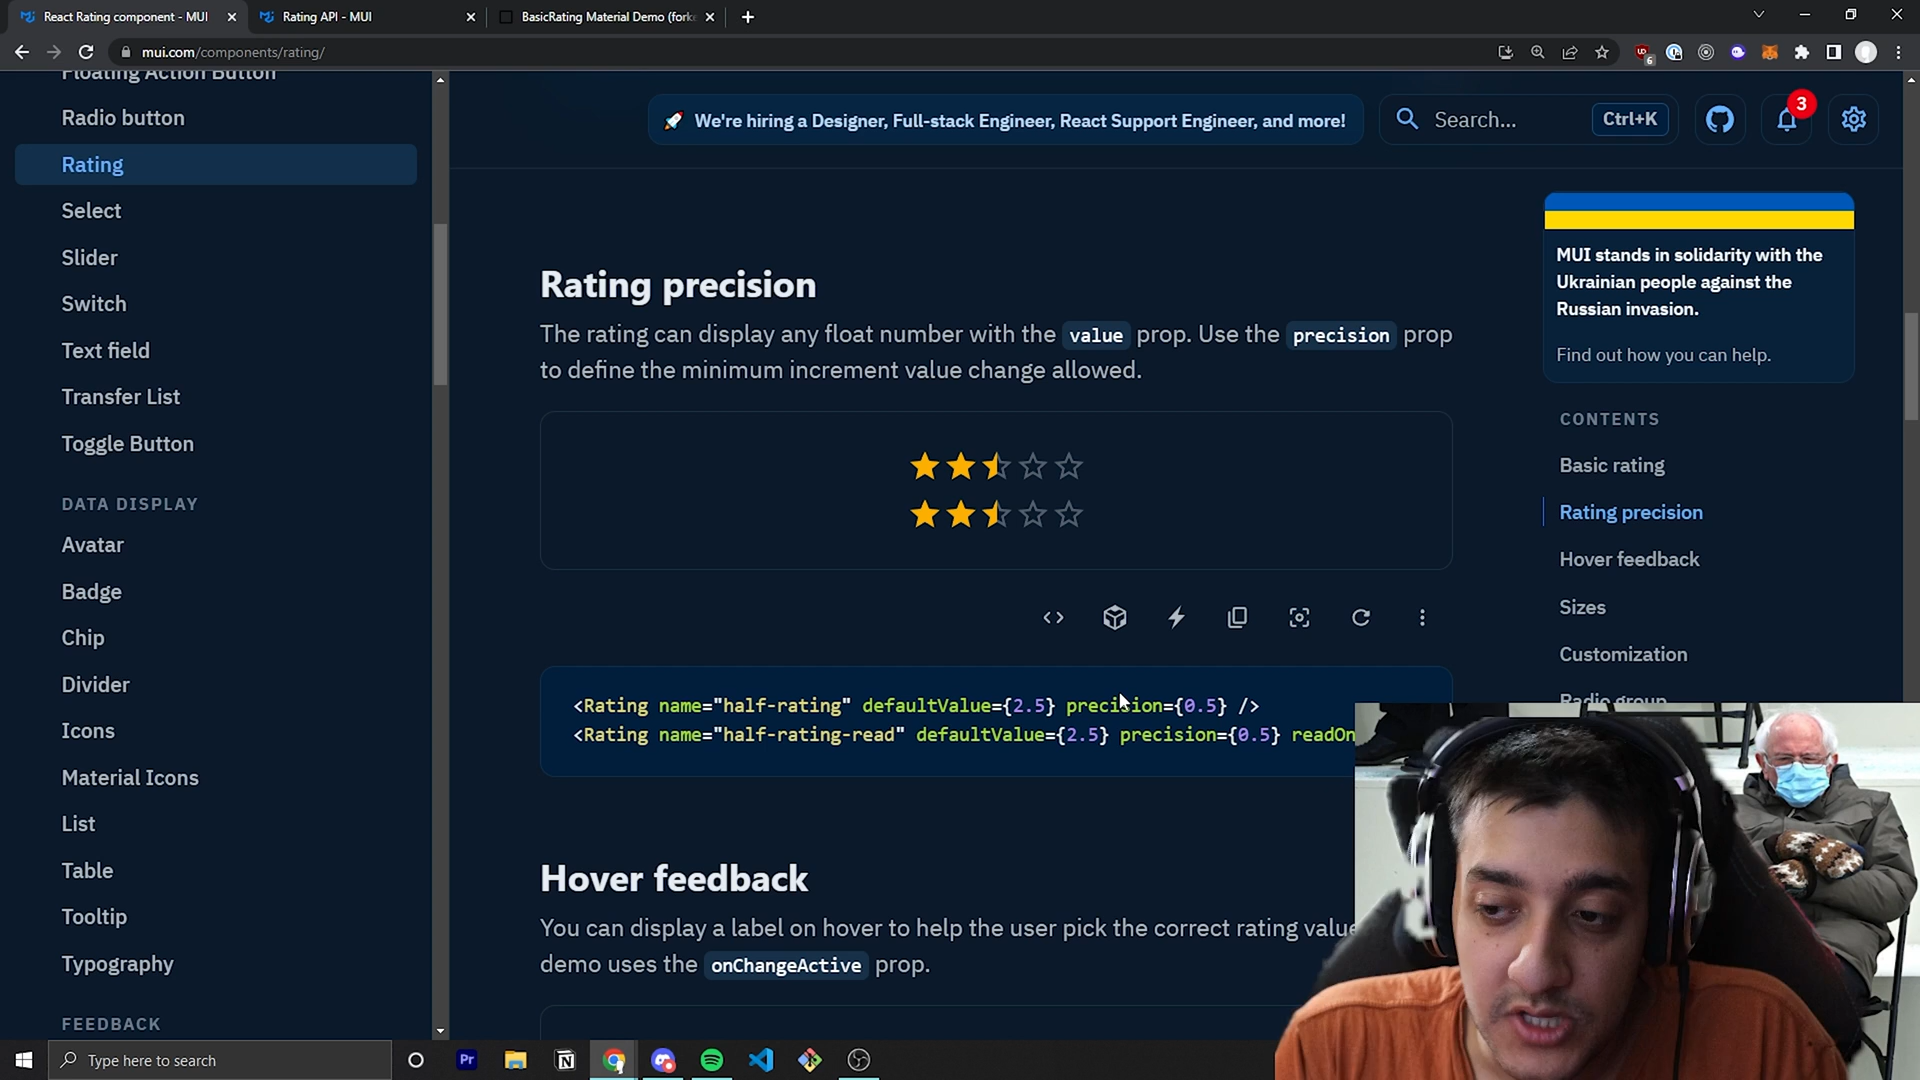 React Rating component - MUI
Rating API - MUI
BasicRating Material Demo (fork
mui.com/components/rating/
6
Floating Action Button
Radio button
Rating
Select
Slider
Switch
Text field
Transfer List
Toggle Button
DATA DISPLAY
Avatar
Badge
Chip
Divider
Icons
Material Icons
List
Table
Tooltip
Typography
FEEDBACK
We're hiring a Designer, Full-stack Engineer, React Support Engineer, and more!
Search...
Ctrl+K
3
Rating precision
The rating can display any float number with the value prop. Use the precision prop
to define the minimum increment value change allowed.
<Rating name="half-rating" defaultValue={2.5} precision={0.5} />
<Rating name="half-rating-read" defaultValue={2.5} precision={0.5} readOn
Hover feedback
You can display a label on hover to help the user pick the correct rating value
demo uses the onChangeActive prop.
MUI stands in solidarity with the
Ukrainian people against the
Russian invasion.
Find out how you can help.
CONTENTS
Basic rating
Rating precision
Hover feedback
Sizes
Customization
Radio group
Type here to search
Pr